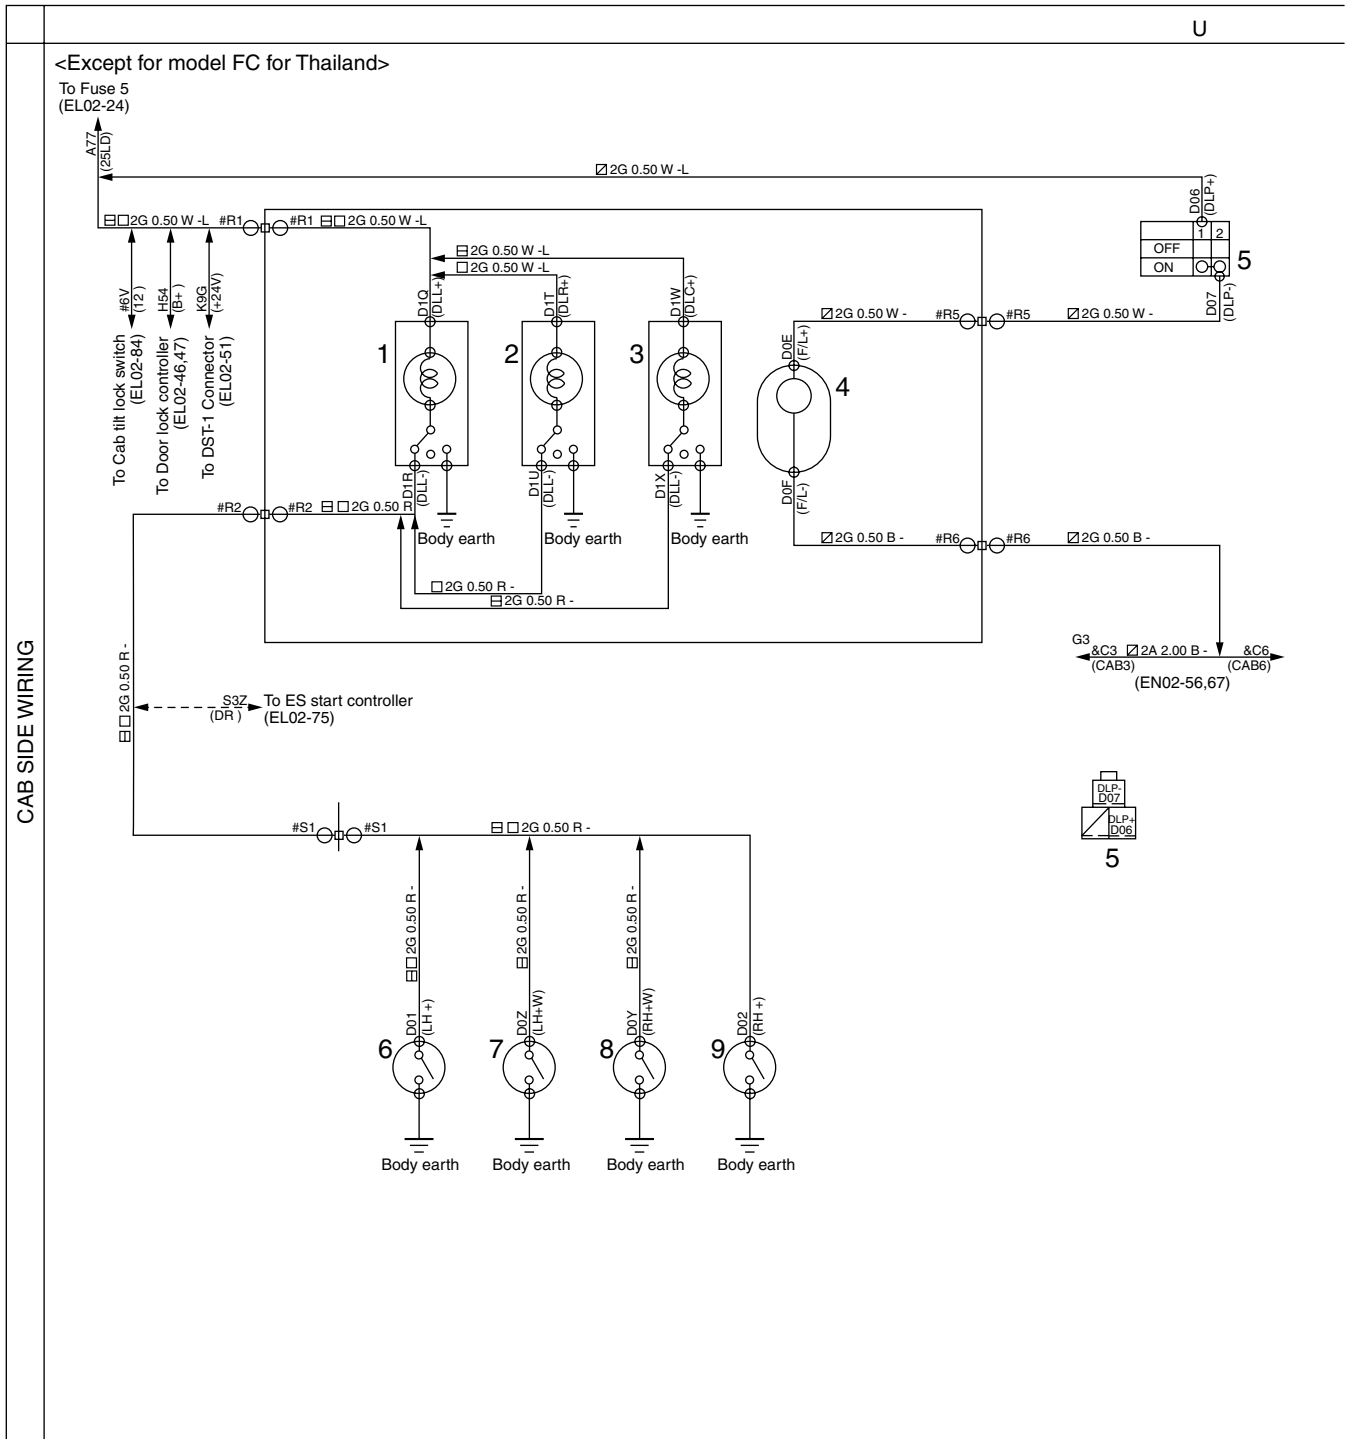 U
CAB SIDE WIRING
<Except for model FC for Thailand>
To Fuse 5
(EL02-24)
A77
(25LD)
2G 0.50 W -L
D06
(DLP+)
1 2
OFF
ON
5
D07
(DLP-)
2G 0.50 W -L #R1
#R1 2G 0.50 W -L
2G 0.50 W -L
2G 0.50 W -L
#6V
(12 )
H54
(B+ )
K9G
(+24V)
To Cab tilt lock switch
(EL02-84)
To Door lock controller
(EL02-46,47)
To DST-1 Connector
(EL02-51)
D1Q
(DLL+)
D1T
(DLR+)
D1W
(DLC+)
2G 0.50 W - #R5
#R5 2G 0.50 W -
D0E
(F/L+)
1
2
3
4
D1R
(DLL-)
D1U
(DLL-)
D1X
(DLL-)
D0F
(F/L-)
#R2
#R2 2G 0.50 R
Body earth
Body earth
Body earth
2G 0.50 B - #R6
#R6 2G 0.50 B -
2G 0.50 R -
2G 0.50 R -
G3
&C3 2A 2.00 B - &C6
(CAB3) (CAB6)
(EN02-56,67)
2G 0.50 R -
S3Z
(DR )
To ES start controller
(EL02-75)
DLP-
D07
DLP+
D06
5
#S1
#S1 2G 0.50 R -
2G 0.50 R -
2G 0.50 R -
2G 0.50 R -
D01
(LH +)
D0Z
(LH+W)
D0Y
(RH+W)
D02
(RH +)
6
7
8
9
Body earth
Body earth
Body earth
Body earth